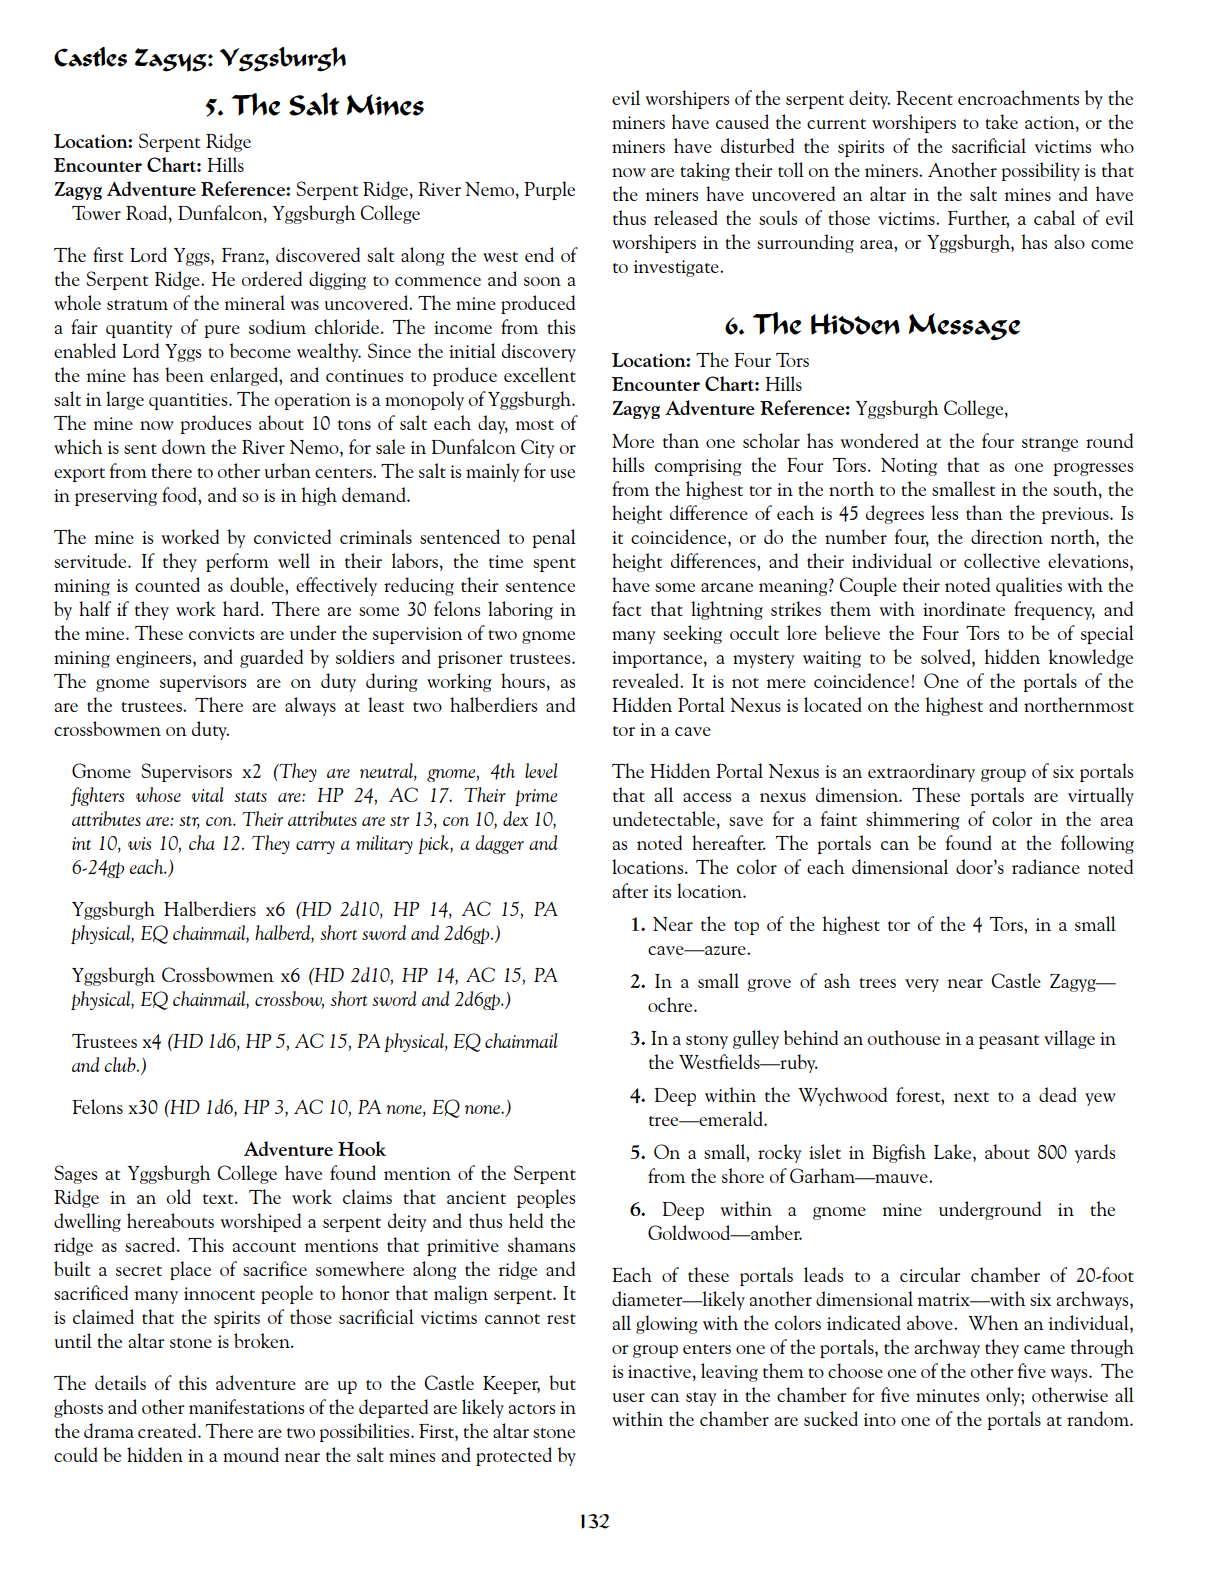 Castles Zagyg: Yggsburgh
5. The Salt Mines
Location: Serpent Ridge
Encounter Chart: Hills
Zagyg Adventure Reference: Serpent Ridge, River Nemo, Purple
Tower Road, Dunfalcon, Yggsburgh College
The first Lord Yggs, Franz, discovered salt along the west end of
the Serpent Ridge. He ordered digging to commence and soon a
whole stratum of the mineral was uncovered. The mine produced
a fair quantity of pure sodium chloride. The income from this
enabled Lord Yggs to become wealthy. Since the initial discovery
the mine has been enlarged, and continues to produce excellent
salt in large quantities. The operation is a monopoly of Yggsburgh.
The mine now produces about 10 tons of salt each day, most of
which is sent down the River Nemo, for sale in Dunfalcon City or
export from there to other urban centers. The salt is mainly for use
in preserving food, and so is in high demand.
The mine is worked by convicted criminals sentenced to penal
servitude. If they perform well in their labors, the time spent
mining is counted as double, effectively reducing their sentence
by half if they work hard. There are some 30 felons laboring in
the mine. These convicts are under the supervision of two gnome
mining engineers, and guarded by soldiers and prisoner trustees.
The gnome supervisors are on duty during working hours, as
are the trustees. There are always at least two halberdiers and
crossbowmen on duty.
Gnome Supervisors x2 (They are neutral, gnome, 4th level
fighters whose vital stats are: HP 24, AC 17. Their prime
attributes are: str, con. Their attributes are str 13, con 10, dex 10,
int 10, wis 10, cha 12. They carry a military pick, a dagger and
6-24gp each.)
Yggsburgh Halberdiers x6 (HD 2d10, HP 14, AC 15, PA
physical, EQ chainmail, halberd, short sword and 2d6gp.)
Yggsburgh Crossbowmen x6 (HD 2d10, HP 14, AC 15, PA
physical, EQ chainmail, crossbow, short sword and 2d6gp.)
Trustees x4 (HD 1d6, HP 5, AC 15, PA physical, EQ chainmail
and club.)
Felons x30 (HD 1d6, HP 3, AC 10, PA none, EQ none.)
Adventure Hook
Sages at Yggsburgh College have found mention of the Serpent
Ridge in an old text. The work claims that ancient peoples
dwelling hereabouts worshiped a serpent deity and thus held the
ridge as sacred. This account mentions that primitive shamans
built a secret place of sacrifice somewhere along the ridge and
sacrificed many innocent people to honor that malign serpent. It
is claimed that the spirits of those sacrificial victims cannot rest
until the altar stone is broken.
The details of this adventure are up to the Castle Keeper, but
ghosts and other manifestations of the departed are likely actors in
the drama created. There are two possibilities. First, the altar stone
could be hidden in a mound near the salt mines and protected by
evil worshipers of the serpent deity. Recent encroachments by the
miners have caused the current worshipers to take action, or the
miners have disturbed the spirits of the sacrificial victims who
now are taking their toll on the miners. Another possibility is that
the miners have uncovered an altar in the salt mines and have
thus released the souls of those victims. Further, a cabal of evil
worshipers in the surrounding area, or Yggsburgh, has also come
to investigate.
6. The Hidden Message
Location: The Four Tors
Encounter Chart: Hills
Zagyg Adventure Reference: Yggsburgh College,
More than one scholar has wondered at the four strange round
hills comprising the Four Tors. Noting that as one progresses
from the highest tor in the north to the smallest in the south, the
height difference of each is 45 degrees less than the previous. Is
it coincidence, or do the number four, the direction north, the
height differences, and their individual or collective elevations,
have some arcane meaning? Couple their noted qualities with the
fact that lightning strikes them with inordinate frequency, and
many seeking occult lore believe the Four Tors to be of special
importance, a mystery waiting to be solved, hidden knowledge
revealed. It is not mere coincidence! One of the portals of the
Hidden Portal Nexus is located on the highest and northernmost
tor in a cave
The Hidden Portal Nexus is an extraordinary group of six portals
that all access a nexus dimension. These portals are virtually
undetectable, save for a faint shimmering of color in the area
as noted hereafter. The portals can be found at the following
locations. The color of each dimensional door’s radiance noted
after its location.
1. Near the top of the highest tor of the 4 Tors, in a small
cave—azure.
2. In a small grove of ash trees very near Castle Zagyg—
ochre.
3. In a stony gulley behind an outhouse in a peasant village in
the Westfields—ruby.
4. Deep within the Wychwood forest, next to a dead yew
tree—emerald.
5. On a small, rocky islet in Bigfish Lake, about 800 yards
from the shore of Garham—mauve.
6. Deep within a gnome mine underground in the
Goldwood—amber.
Each of these portals leads to a circular chamber of 20-foot
diameter—likely another dimensional matrix—with six archways,
all glowing with the colors indicated above. When an individual,
or group enters one of the portals, the archway they came through
is inactive, leaving them to choose one of the other five ways. The
user can stay in the chamber for five minutes only; otherwise all
within the chamber are sucked into one of the portals at random.
132